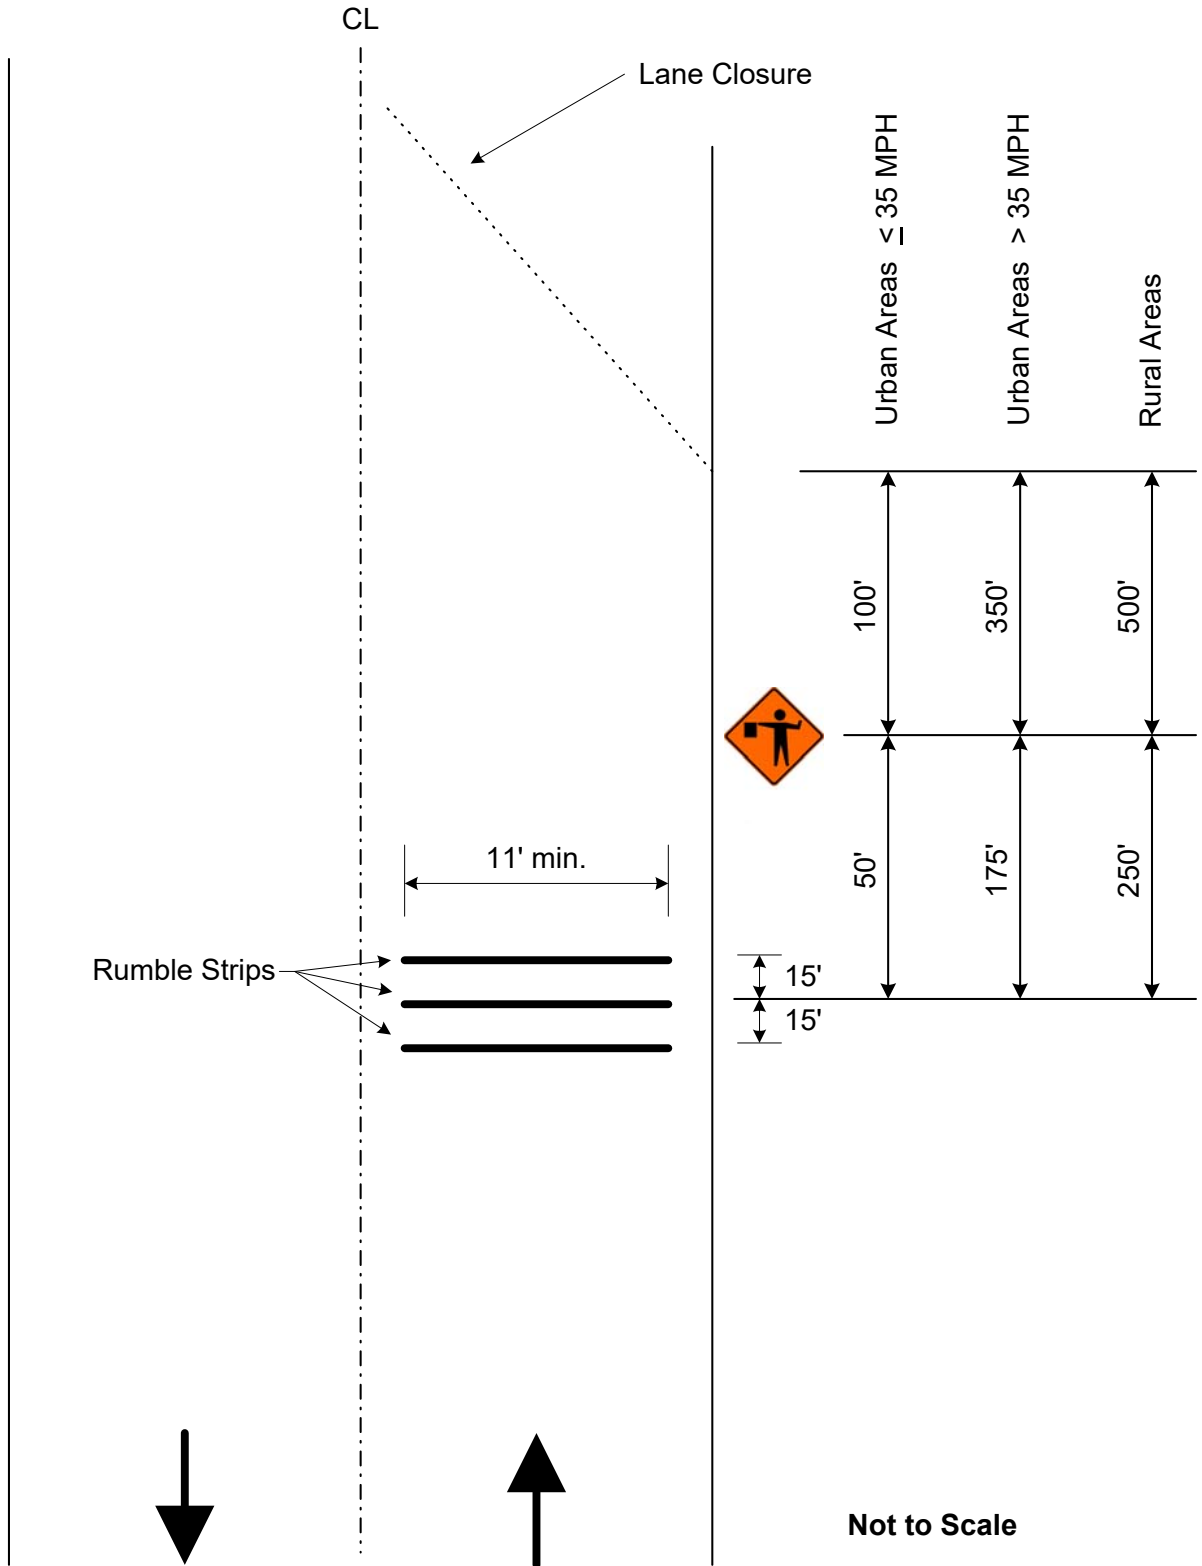 CL
Lane Closure
Urban Areas ≤ 35 MPH
Urban Areas > 35 MPH
Rural Areas
100'
350'
500'
11' min.
50'
175'
250'
Rumble Strips
15'
15'
Not to Scale